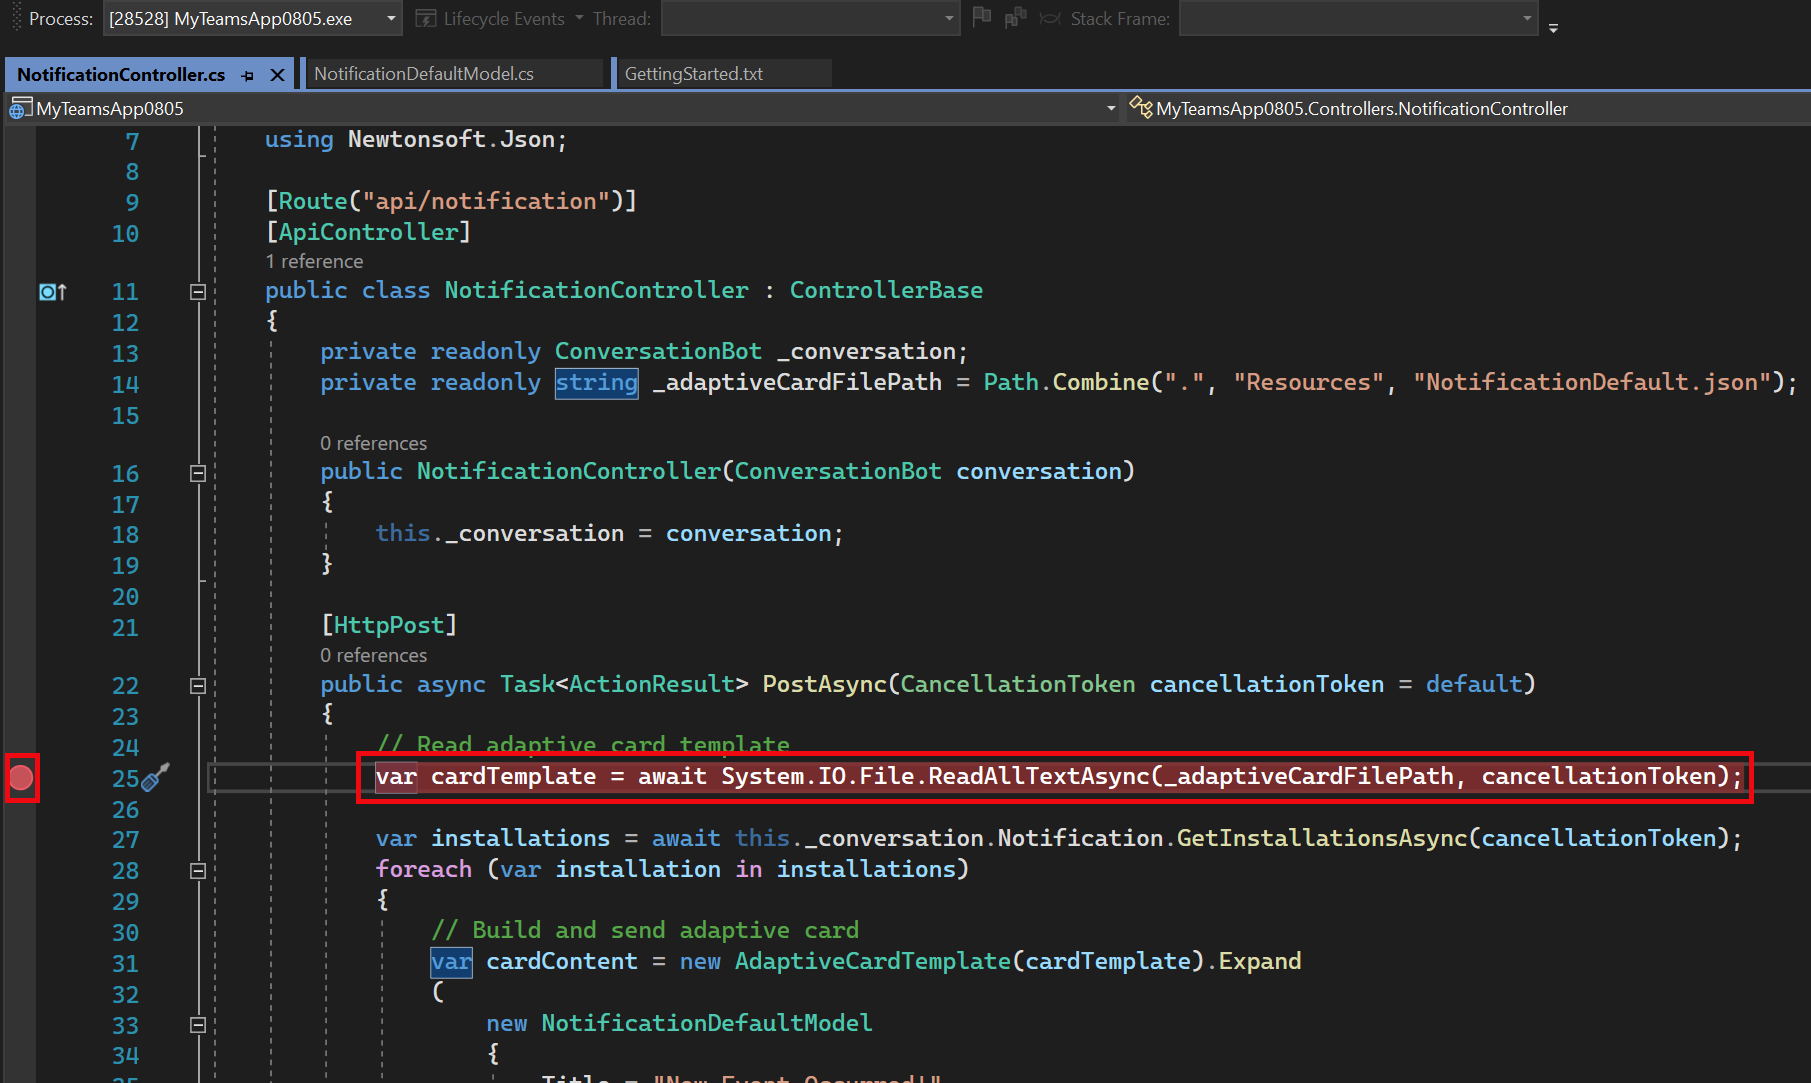 Process: [28528] MyTeamsApp0805.exe Lifecycle Events Thread: Stack Frame:
NotificationController.cs NotificationDefaultModel.cs GettingStarted.txt
MyTeamsApp0805 MyTeamsApp0805.Controllers.NotificationController
7 using Newtonsoft.Json;
8
9 [Route("api/notification")]
10 [ApiController]
1 reference
11 public class NotificationController : ControllerBase
12 {
13 private readonly ConversationBot _conversation;
14 private readonly string _adaptiveCardFilePath = Path.Combine(".", "Resources", "NotificationDefault.json");
15
0 references
16 public NotificationController(ConversationBot conversation)
17 {
18 this._conversation = conversation;
19 }
20
21 [HttpPost]
0 references
22 public async Task<ActionResult> PostAsync(CancellationToken cancellationToken = default)
23 {
24 // Read adaptive card template
25 var cardTemplate = await System.IO.File.ReadAllTextAsync(_adaptiveCardFilePath, cancellationToken);
26
27 var installations = await this._conversation.Notification.GetInstallationsAsync(cancellationToken);
28 foreach (var installation in installations)
29 {
30 // Build and send adaptive card
31 var cardContent = new AdaptiveCardTemplate(cardTemplate).Expand
32 (
33 new NotificationDefaultModel
34 {
35 Title = "New Event Occurred!"